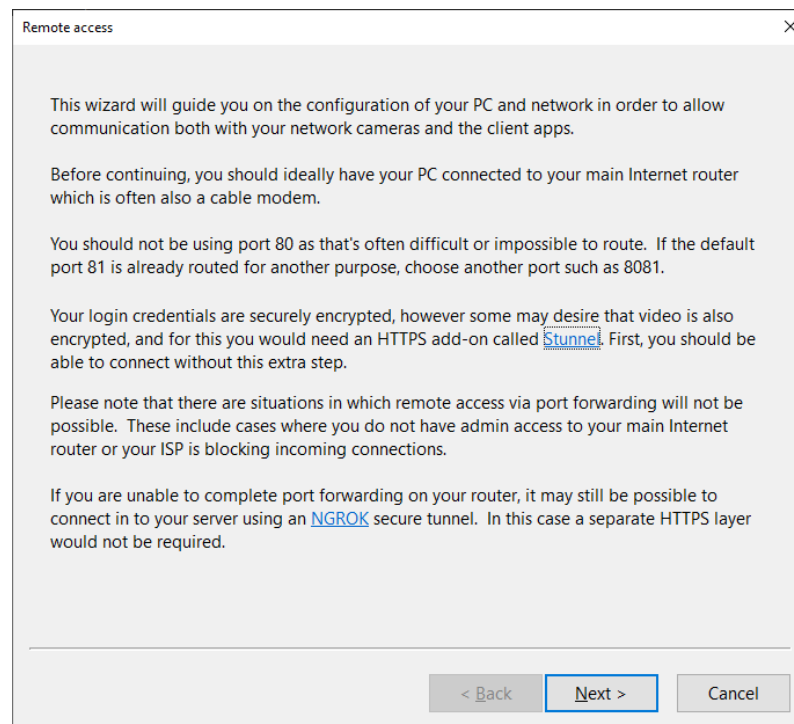 Remote access
This wizard will guide you on the configuration of your PC and network in order to allow
communication both with your network cameras and the client apps.
Before continuing, you should ideally have your PC connected to your main Internet router
which is often also a cable modem.
You should not be using port 80 as that's often difficult or impossible to route.  If the default
port 81 is already routed for another purpose, choose another port such as 8081.
Your login credentials are securely encrypted, however some may desire that video is also
encrypted, and for this you would need an HTTPS add-on called Stunnel. First, you should be
able to connect without this extra step.
Please note that there are situations in which remote access via port forwarding will not be
possible.  These include cases where you do not have admin access to your main Internet
router or your ISP is blocking incoming connections.
If you are unable to complete port forwarding on your router, it may still be possible to
connect in to your server using an NGROK secure tunnel.  In this case a separate HTTPS layer
would not be required.
< Back
Next >
Cancel